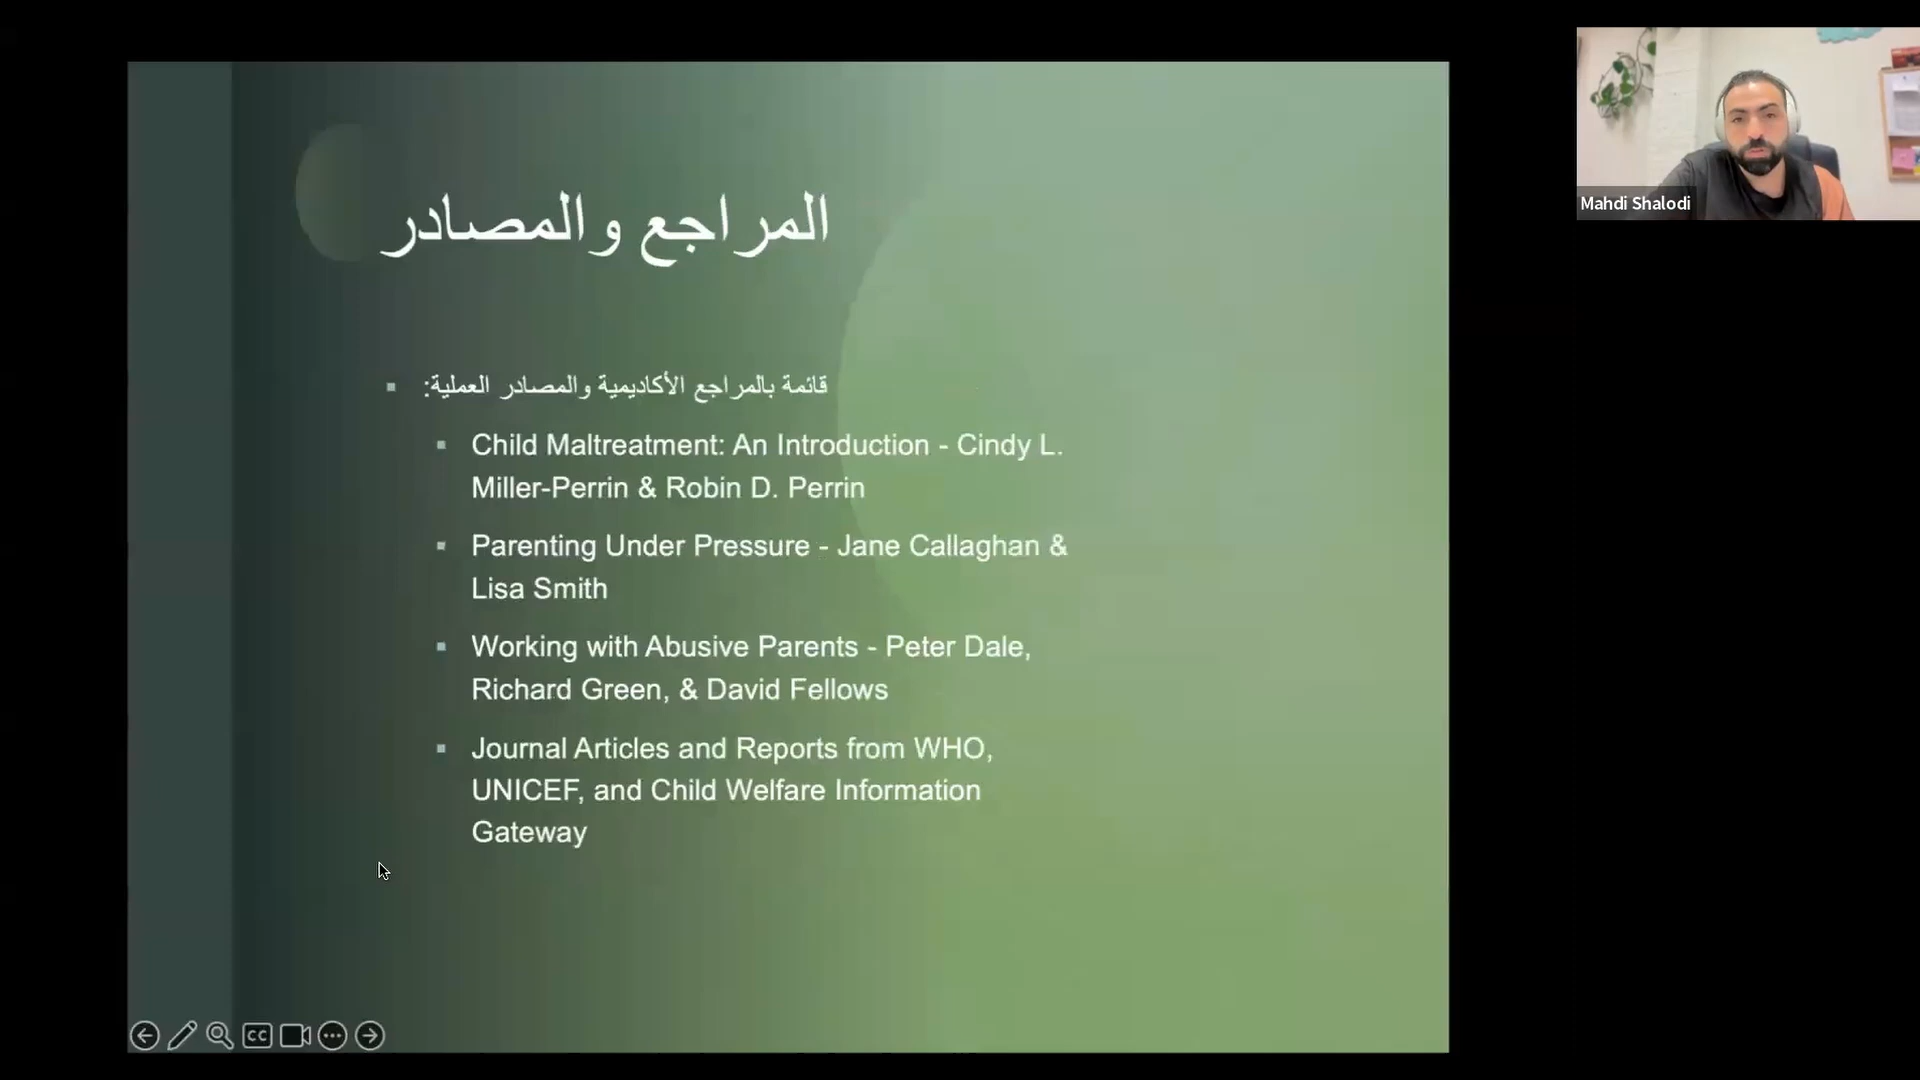 المراجع والمصادر
قائمة بالمراجع الأكاديمية والمصادر العملية:
Child Maltreatment: An Introduction - Cindy L.
Miller-Perrin & Robin D. Perrin
Parenting Under Pressure - Jane Callaghan &
Lisa Smith
Working with Abusive Parents - Peter Dale,
Richard Green, & David Fellows
Journal Articles and Reports from WHO,
UNICEF, and Child Welfare Information
Gateway
CC
Mahdi Shalodi